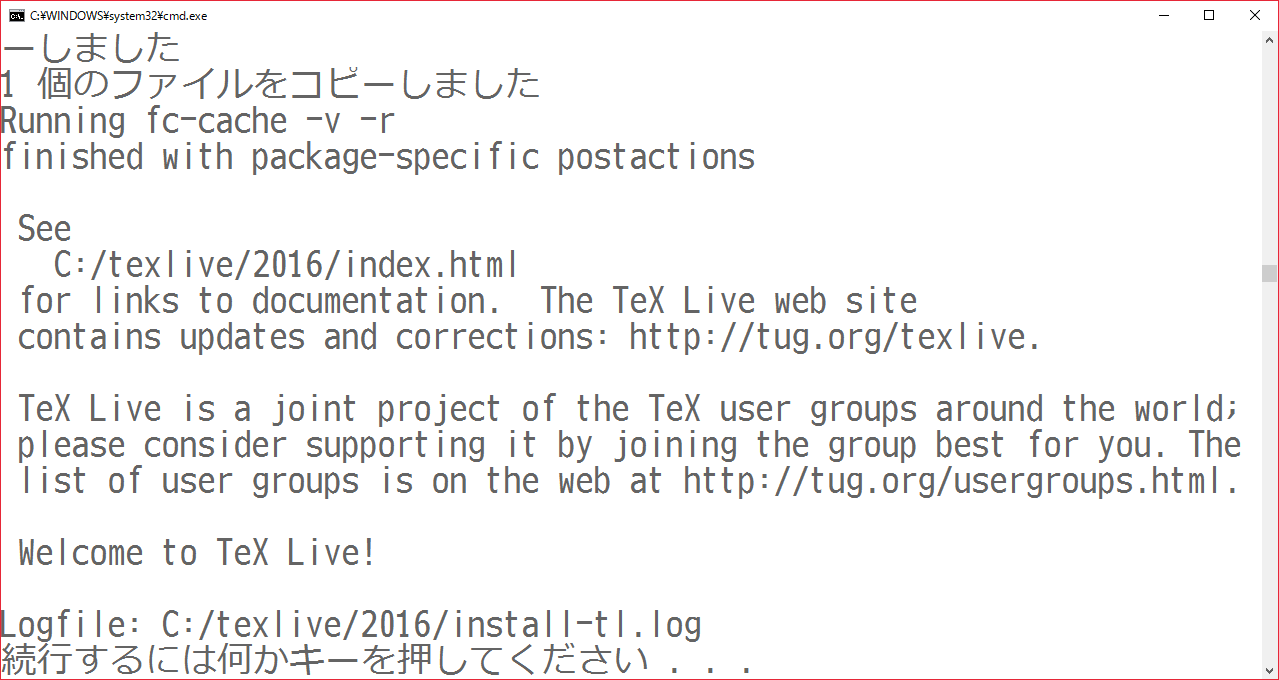 C:¥WINDOWS¥system32¥cmd.exe
ーしました
1 個のファイルをコピーしました
Running fc-cache -v -r
finished with package-specific postactions
See
C:/texlive/2016/index.html
for links to documentation.  The TeX Live web site
contains updates and corrections: http://tug.org/texlive.
TeX Live is a joint project of the TeX user groups around the world;
please consider supporting it by joining the group best for you. The
list of user groups is on the web at http://tug.org/usergroups.html.
Welcome to TeX Live!
Logfile: C:/texlive/2016/install-tl.log
続行するには何かキーを押してください . . .